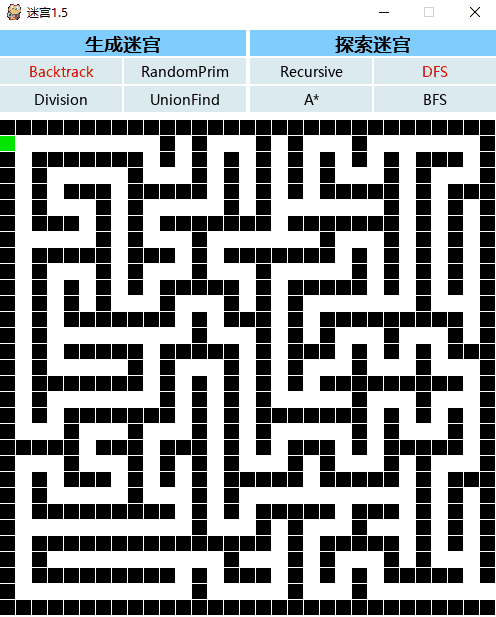 迷宫1.5
生成迷宫 探索迷宫
Backtrack RandomPrim Recursive DFS
Division UnionFind A* BFS